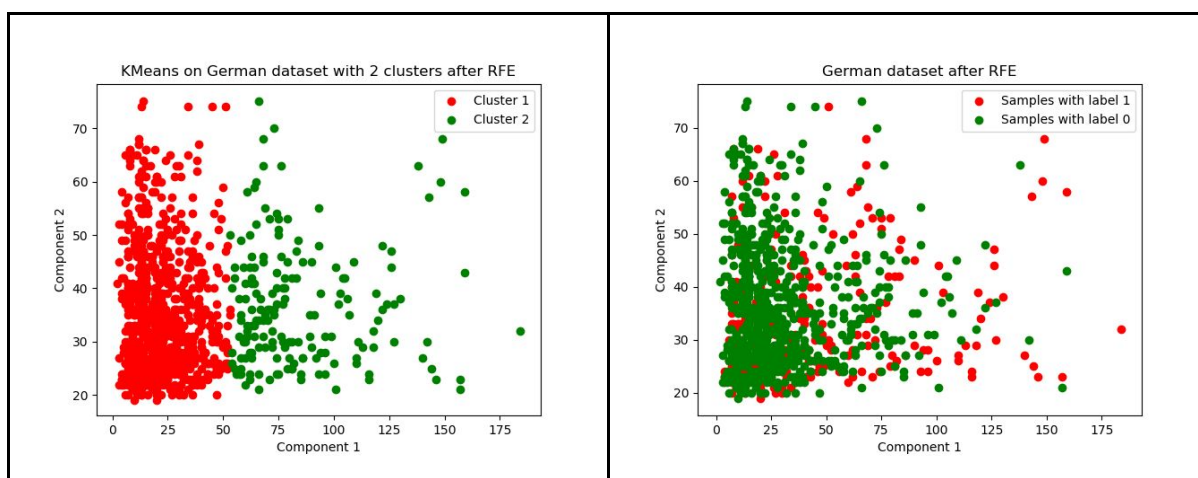 KMeans on German dataset with 2 clusters after RFE
Cluster 1
Cluster 2
70
60
50
40
30
20
Component 2
0 25 50 75 100 125 150 175
Component 1
German dataset after RFE
Samples with label 1
Samples with label 0
70
60
50
40
30
20
Component 2
0 25 50 75 100 125 150 175
Component 1